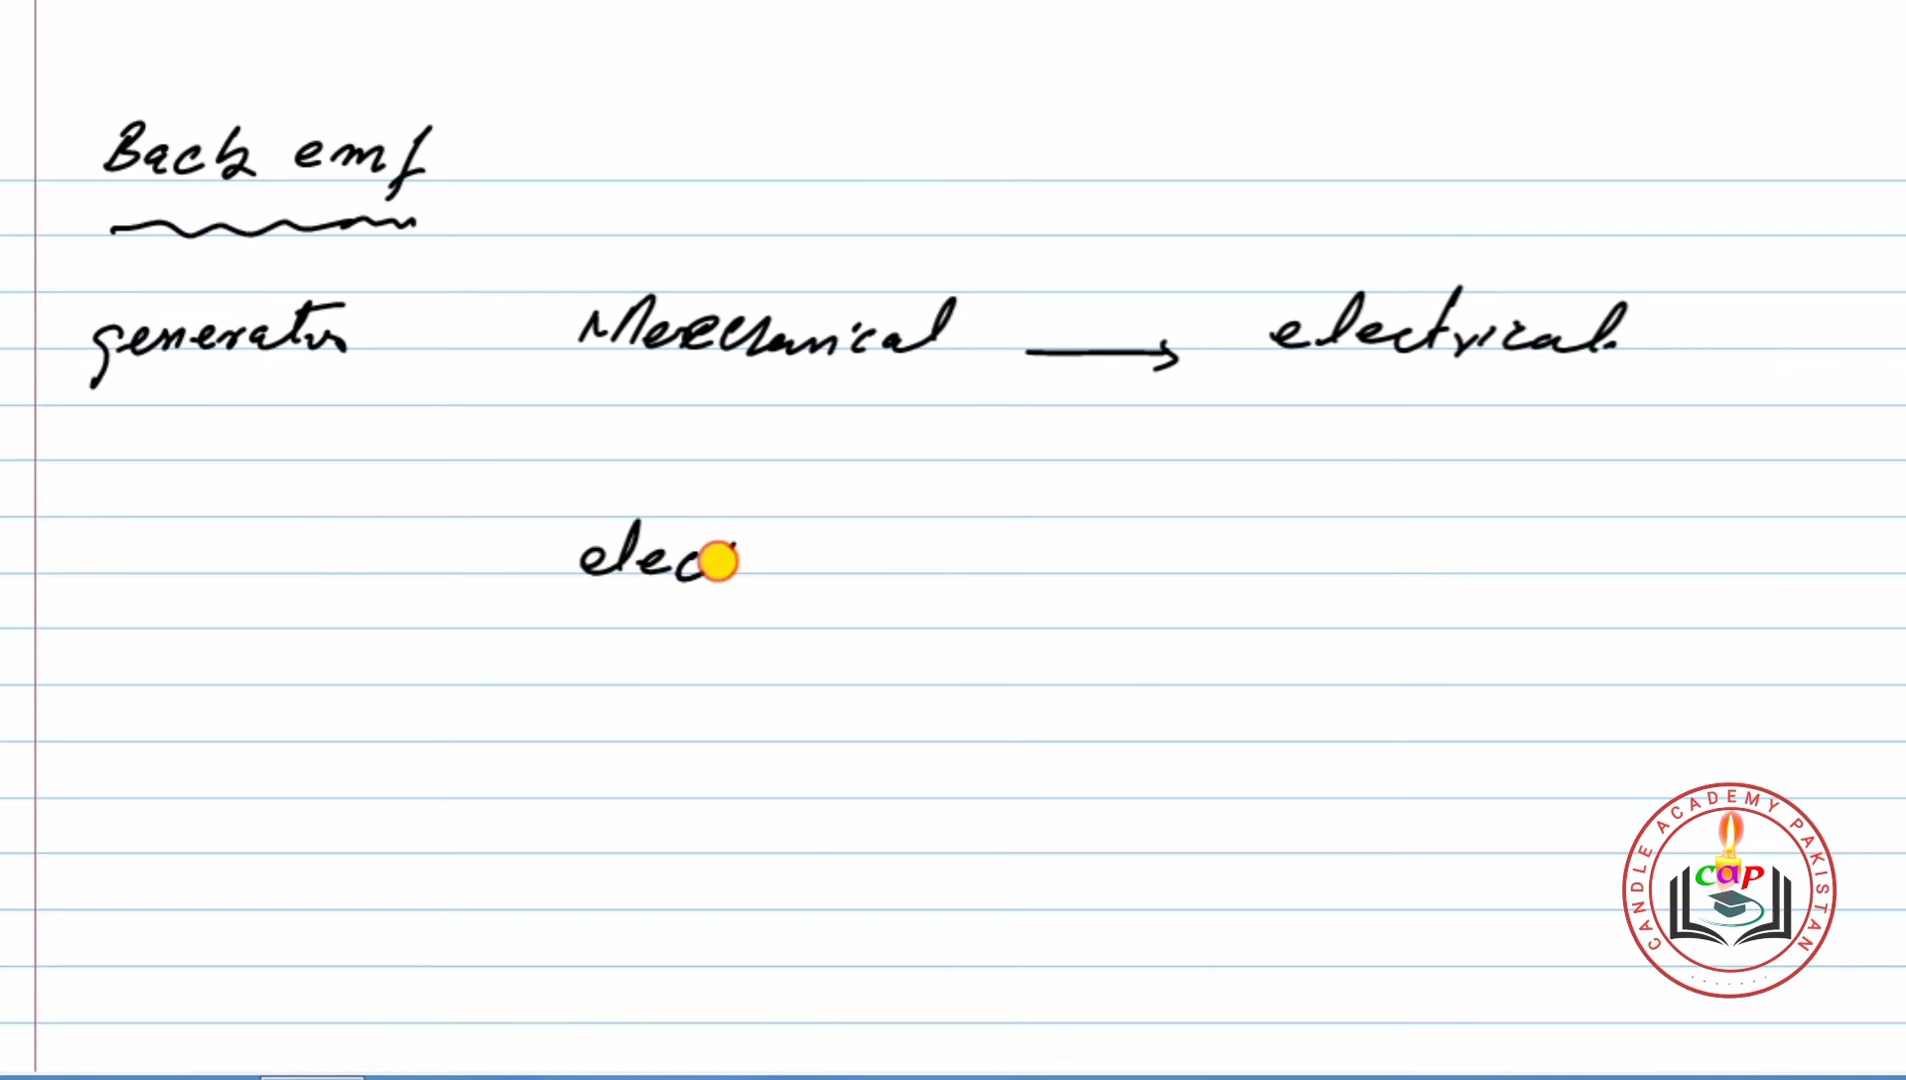 Back emf
generator Mechanical → electrical.
elec
CANDLE ACADEMY PAKISTAN
cap